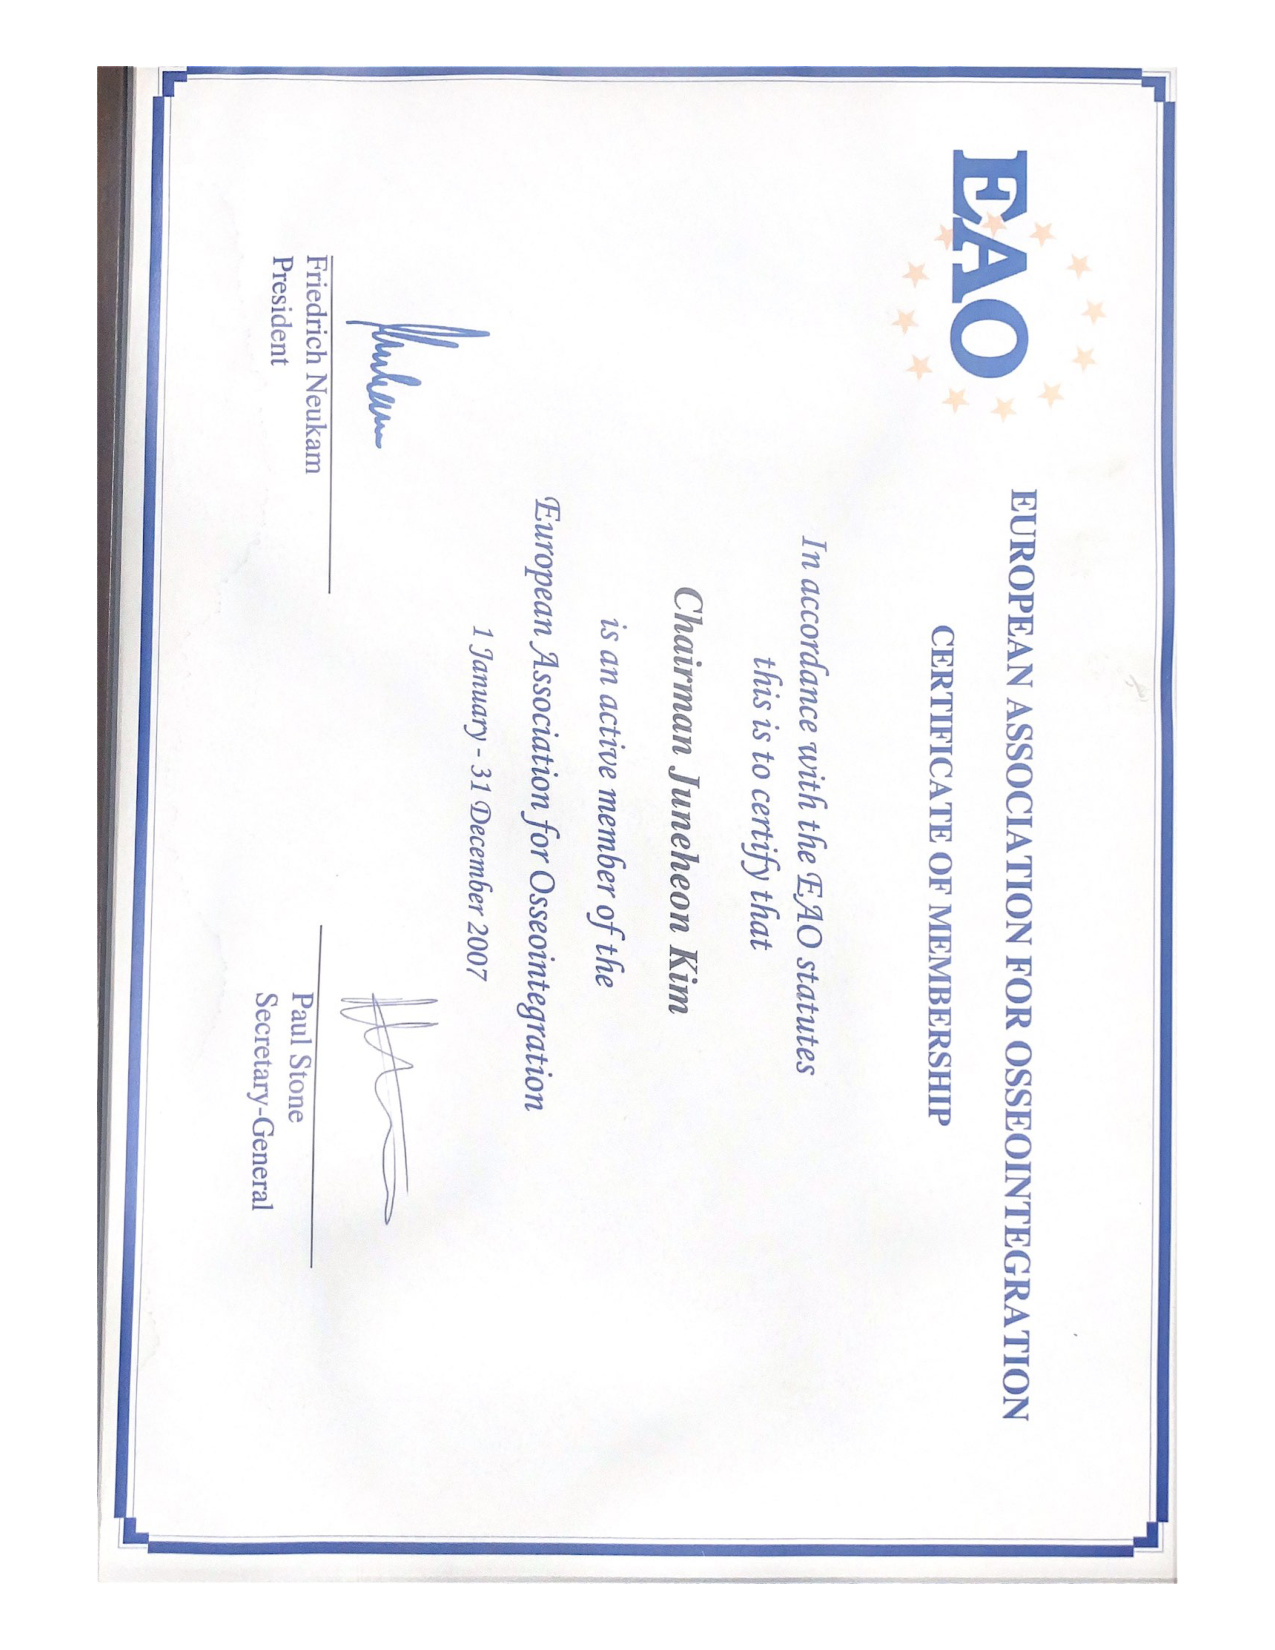 EAO
EUROPEAN ASSOCIATION FOR OSSEOINTEGRATION
CERTIFICATE OF MEMBERSHIP
In accordance with the EAO statutes
this is to certify that
Chairman Juneheon Kim
is an active member of the
European Association for Osseointegration
1 January - 31 December 2007
Friedrich Neukam
President
Paul Stone
Secretary-General